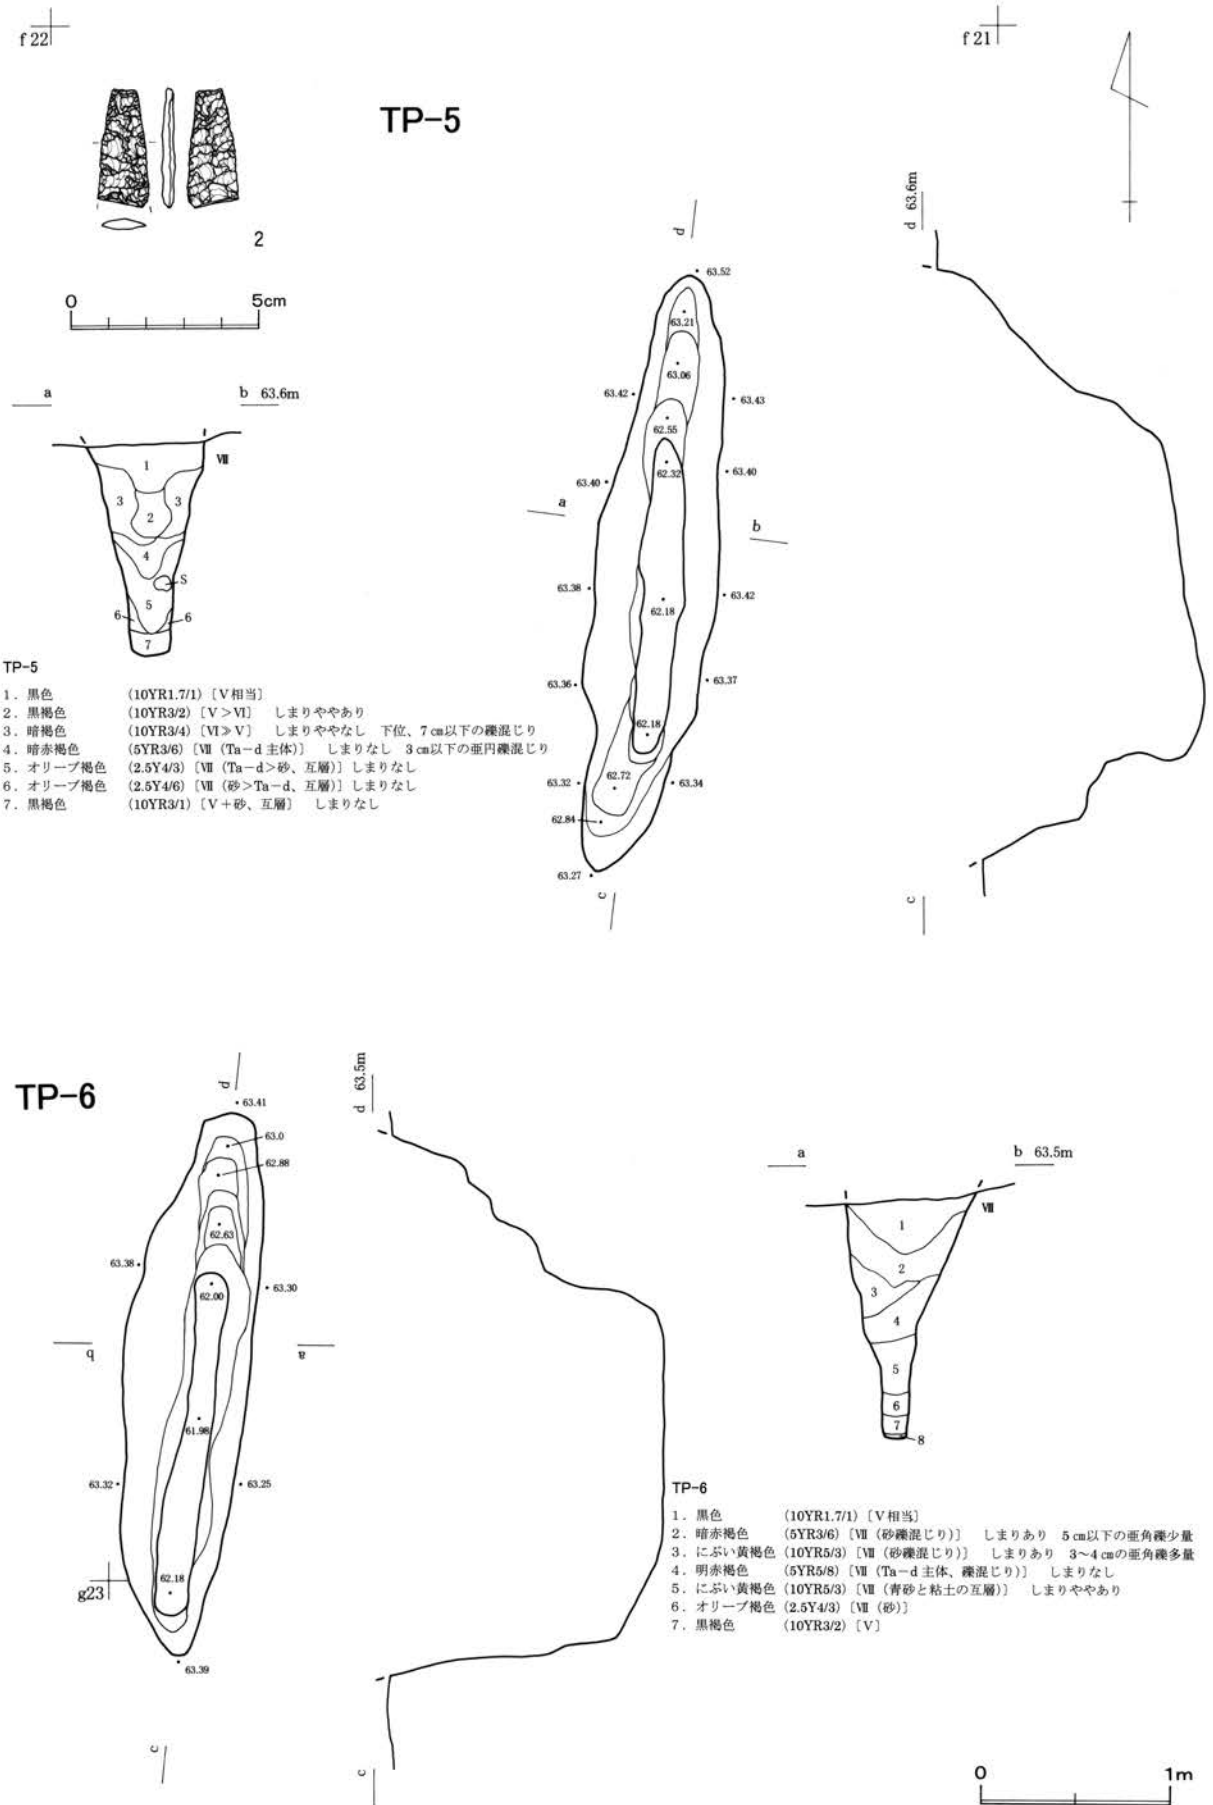 f 22
f 21
TP-5
2
0 5cm
d 63.6m
d
63.52
63.21
63.06
63.42
63.43
62.55
62.32
63.40
63.40
a
b
63.38
62.18
63.42
63.36
63.37
62.18
62.72
63.32
63.34
62.84
63.27
c
c
a b 63.6m
Ⅷ
1
3 3
2
4
S
5
6 6
7
TP-5
1. 黒色 (10YR1.7/1) [Ⅴ相当]
2. 黒褐色 (10YR3/2) [Ⅴ>Ⅵ] しまりややあり
3. 暗褐色 (10YR3/4) [Ⅵ≫Ⅴ] しまりややなし 下位、7㎝以下の礫混じり
4. 暗赤褐色 (5YR3/6) [Ⅶ (Ta-d 主体)] しまりなし 3㎝以下の亜円礫混じり
5. オリーブ褐色 (2.5Y4/3) [Ⅶ (Ta-d>砂、互層)] しまりなし
6. オリーブ褐色 (2.5Y4/6) [Ⅶ (砂>Ta-d、互層)] しまりなし
7. 黒褐色 (10YR3/1) [Ⅴ+砂、互層] しまりなし
TP-6
d
63.41
63.0
62.88
62.63
63.38
63.30
62.00
b
a
61.98
63.32
63.25
62.18
g23
63.39
c
d 63.5m
c
a b 63.5m
Ⅷ
1
2
3
4
5
6
7
8
TP-6
1. 黒色 (10YR1.7/1) [Ⅴ相当]
2. 暗赤褐色 (5YR3/6) [Ⅶ (砂礫混じり)] しまりあり 5㎝以下の亜角礫少量
3. にぶい黄褐色 (10YR5/3) [Ⅶ (砂礫混じり)] しまりあり 3~4㎝の亜角礫多量
4. 明赤褐色 (5YR5/8) [Ⅶ (Ta-d 主体、礫混じり)] しまりなし
5. にぶい黄褐色 (10YR5/3) [Ⅶ (青砂と粘土の互層)] しまりややあり
6. オリーブ褐色 (2.5Y4/3) [Ⅶ (砂)]
7. 黒褐色 (10YR3/2) [Ⅴ]
0 1m